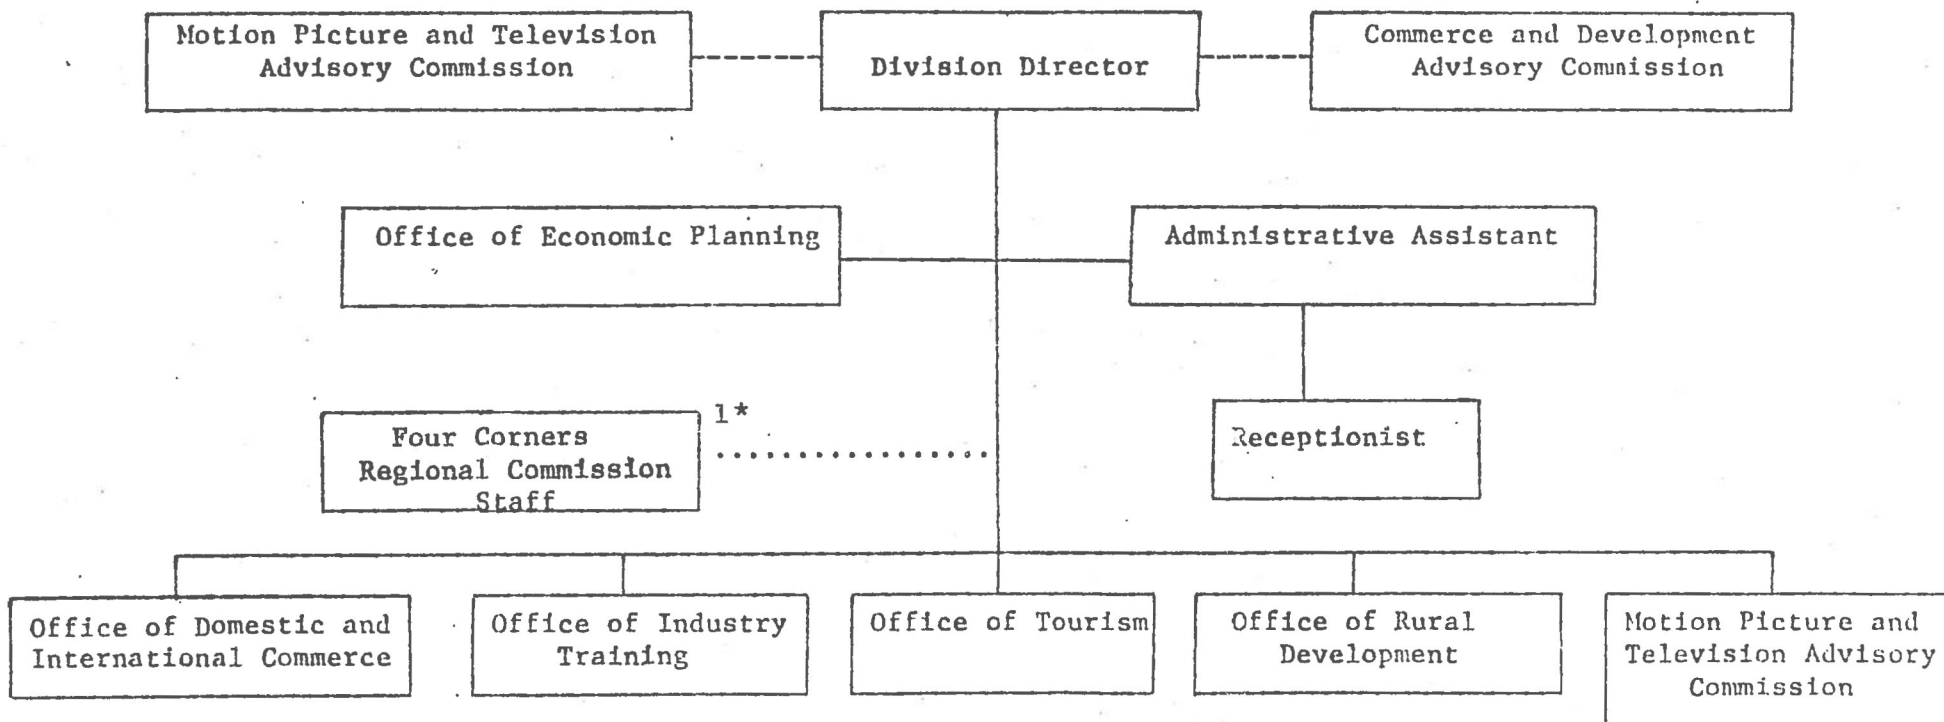 Motion Picture and Television
Advisory Commission
Division Director
Commerce and Development
Advisory Commission
Office of Economic Planning
Administrative Assistant
Four Corners
Regional Commission
Staff
1*
Receptionist
Office of Domestic and
International Commerce
Office of Industry
Training
Office of Tourism
Office of Rural
Development
Motion Picture and
Television Advisory
Commission